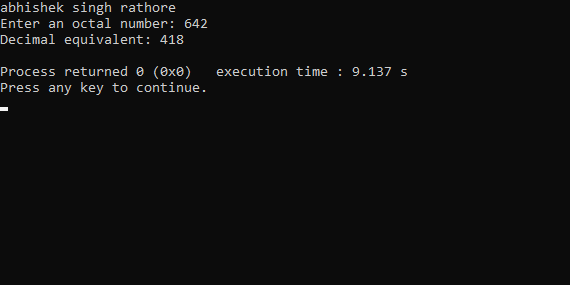 abhishek singh rathore
Enter an octal number: 642
Decimal equivalent: 418
Process returned 0 (0x0)   execution time : 9.137 s
Press any key to continue.